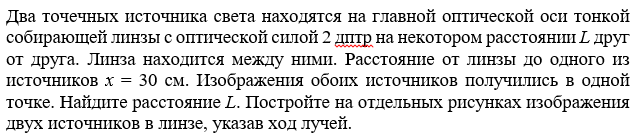 Два точечных источника света находятся на главной оптической оси тонкой
собирающей линзы с оптической силой 2 дптр на некотором расстоянии L друг
от друга. Линза находится между ними. Расстояние от линзы до одного из
источников x = 30 см. Изображения обоих источников получились в одной
точке. Найдите расстояние L. Постройте на отдельных рисунках изображения
двух источников в линзе, указав ход лучей.